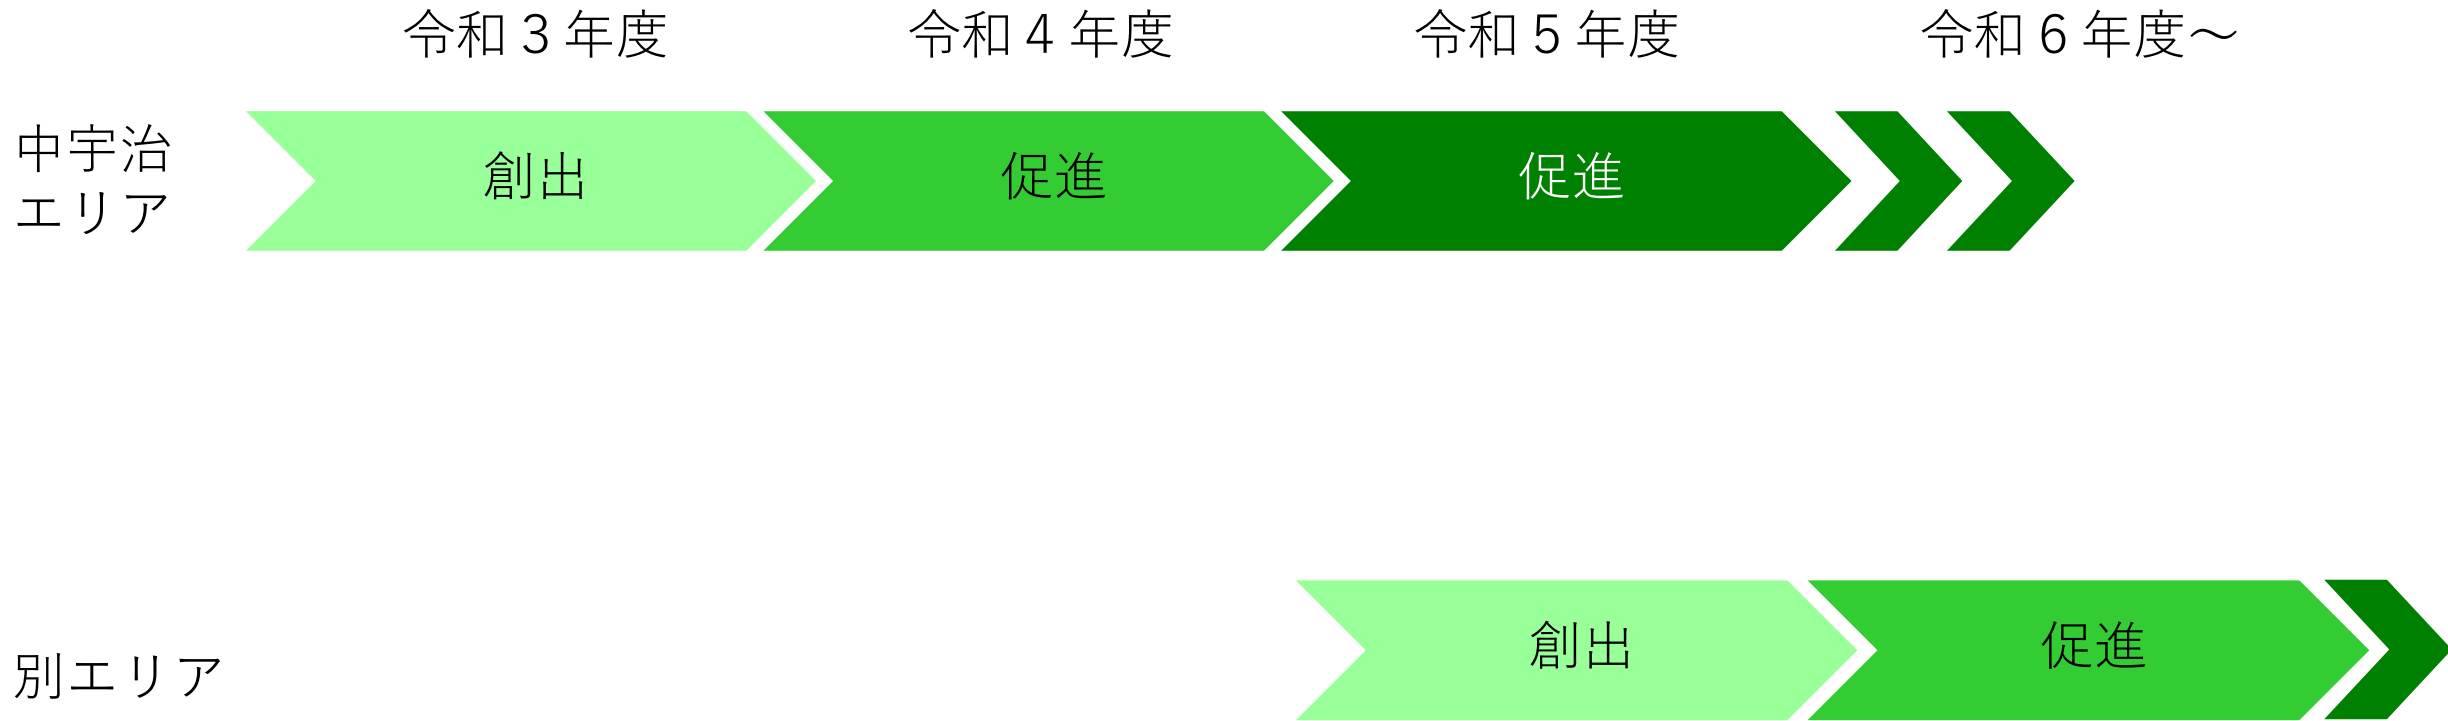 令和3年度 令和4年度 令和5年度 令和6年度～
中宇治
エリア
創出 促進 促進
別エリア
創出 促進